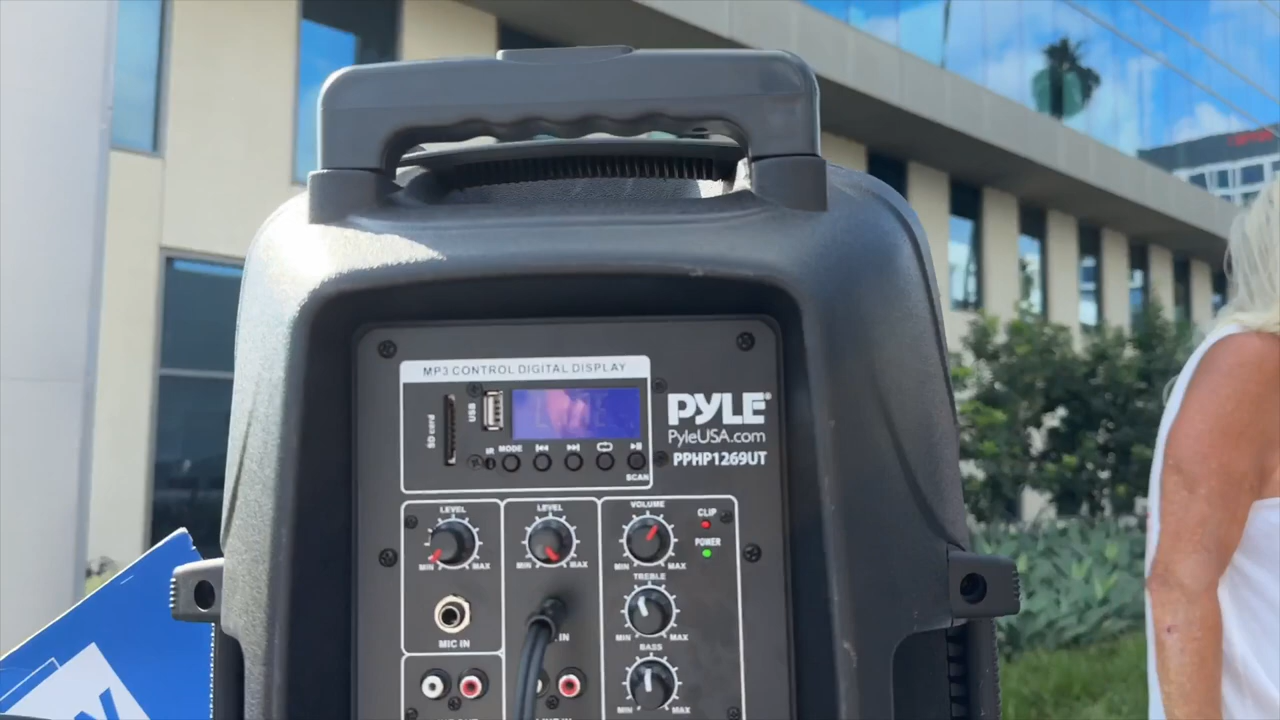 MP3 CONTROL DIGITAL DISPLAY
SD card
USB
IR
MODE
SCAN
PYLE®
PyleUSA.com
PPHP1269UT
LEVEL
MIN MAX
MIC IN
LEVEL
MIN MAX
IN
VOLUME
MIN MAX
CLIP
POWER
TREBLE
MIN MAX
BASS
MIN MAX